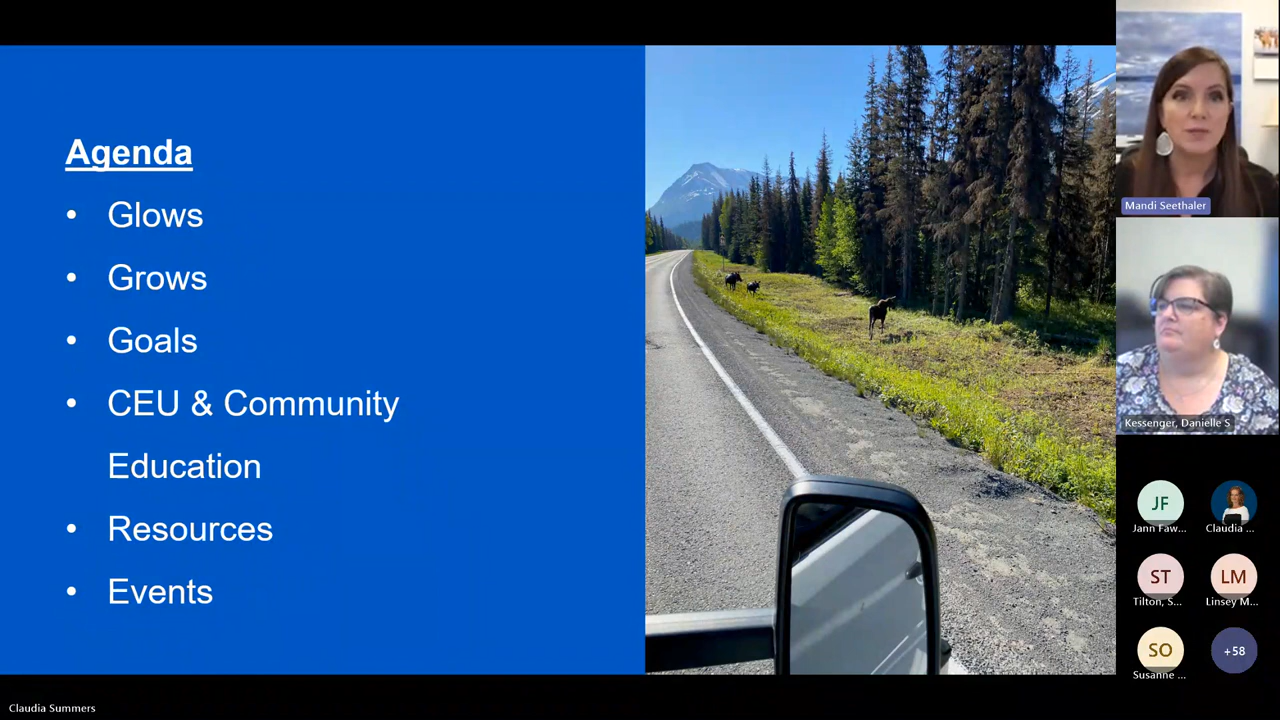 Agenda
• Glows
• Grows
• Goals
• CEU & Community
Education
• Resources
• Events
Mandi Seethaler
Kessenger, Danielle S
JF
Jann Faw...
Claudia ...
ST
Tilton, S...
LM
Linsey M...
SO
Susanne ...
+58
Claudia Summers